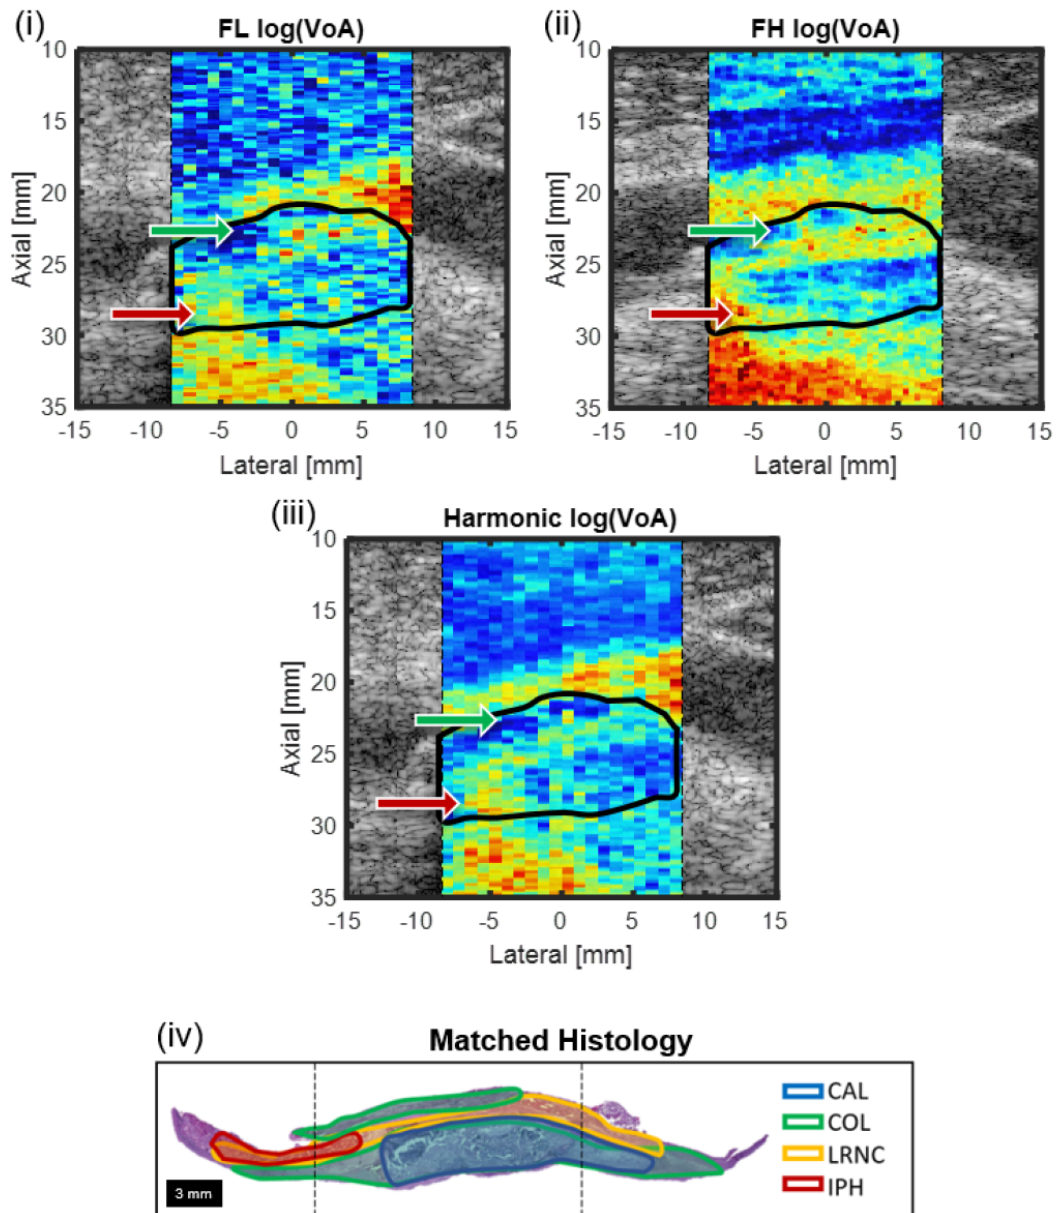 (i)
FL log(VoA)
10
15
20
25
30
35
Axial [mm]
-15 -10 -5 0 5 10 15
Lateral [mm]
(ii)
FH log(VoA)
10
15
20
25
30
35
Axial [mm]
-15 -10 -5 0 5 10 15
Lateral [mm]
(iii)
Harmonic log(VoA)
10
15
20
25
30
35
Axial [mm]
-15 -10 -5 0 5 10 15
Lateral [mm]
(iv)
Matched Histology
CAL
COL
LRNC
IPH
3 mm